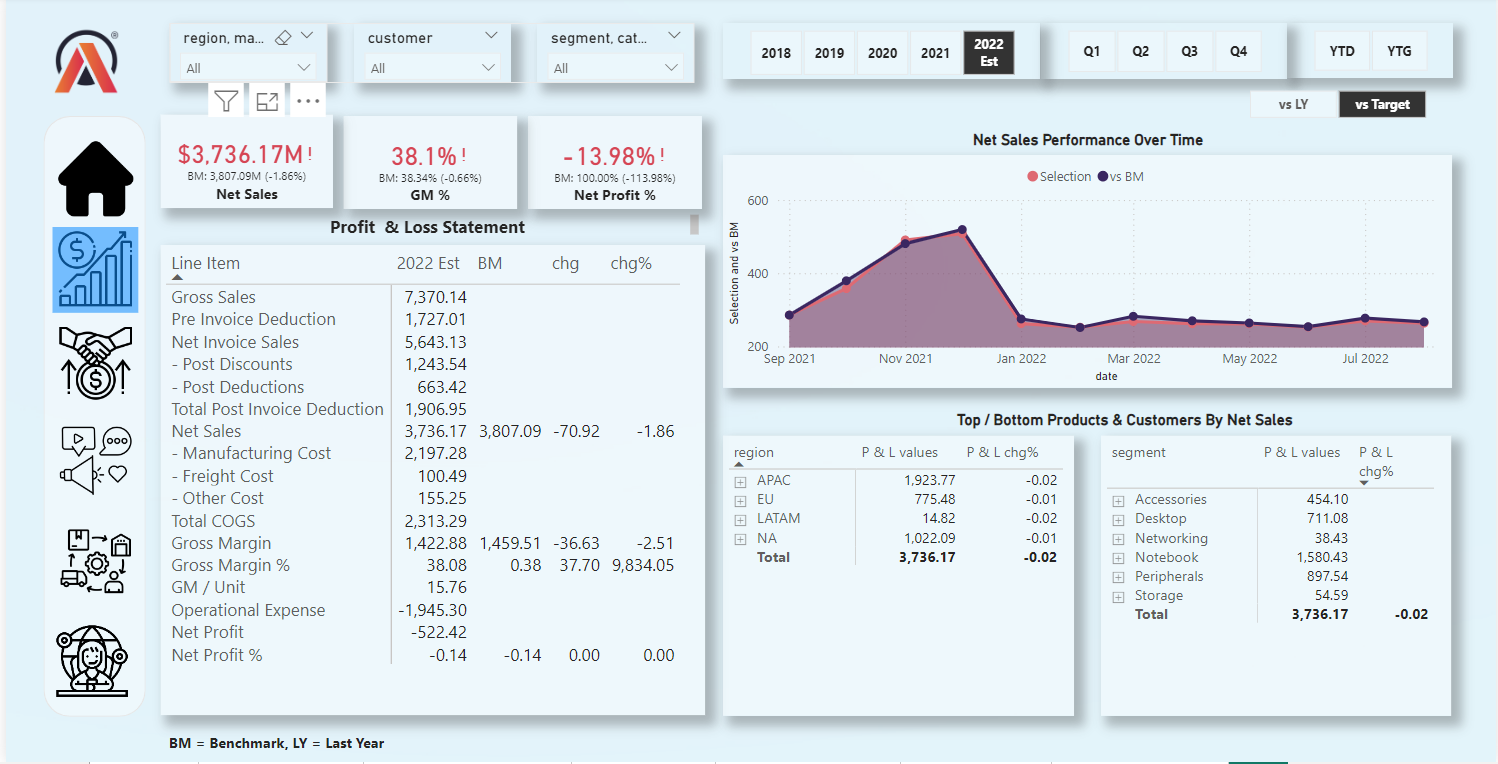 region, ma...
All
customer
All
segment, cat...
All
2018
2019
2020
2021
2022 Est
Q1
Q2
Q3
Q4
YTD
YTG
vs LY
vs Target
$3,736.17M!
BM: 3,807.09M (-1.86%)
Net Sales
38.1%!
BM: 38.34% (-0.66%)
GM %
-13.98%!
BM: 100.00% (-113.98%)
Net Profit %
Profit & Loss Statement
Line Item 2022 Est BM chg chg%
Gross Sales 7,370.14
Pre Invoice Deduction 1,727.01
Net Invoice Sales 5,643.13
- Post Discounts 1,243.54
- Post Deductions 663.42
Total Post Invoice Deduction 1,906.95
Net Sales 3,736.17 3,807.09 -70.92 -1.86
- Manufacturing Cost 2,197.28
- Freight Cost 100.49
- Other Cost 155.25
Total COGS 2,313.29
Gross Margin 1,422.88 1,459.51 -36.63 -2.51
Gross Margin % 38.08 0.38 37.70 9,834.05
GM / Unit 15.76
Operational Expense -1,945.30
Net Profit -522.42
Net Profit % -0.14 -0.14 0.00 0.00
Net Sales Performance Over Time
Selection vs BM
Selection and vs BM
600
400
200
Sep 2021 Nov 2021 Jan 2022 Mar 2022 May 2022 Jul 2022
date
Top / Bottom Products & Customers By Net Sales
region P & L values P & L chg%
APAC 1,923.77 -0.02
EU 775.48 -0.01
LATAM 14.82 -0.02
NA 1,022.09 -0.01
Total 3,736.17 -0.02
segment P & L values P & L chg%
Accessories 454.10
Desktop 711.08
Networking 38.43
Notebook 1,580.43
Peripherals 897.54
Storage 54.59
Total 3,736.17 -0.02
BM = Benchmark, LY = Last Year